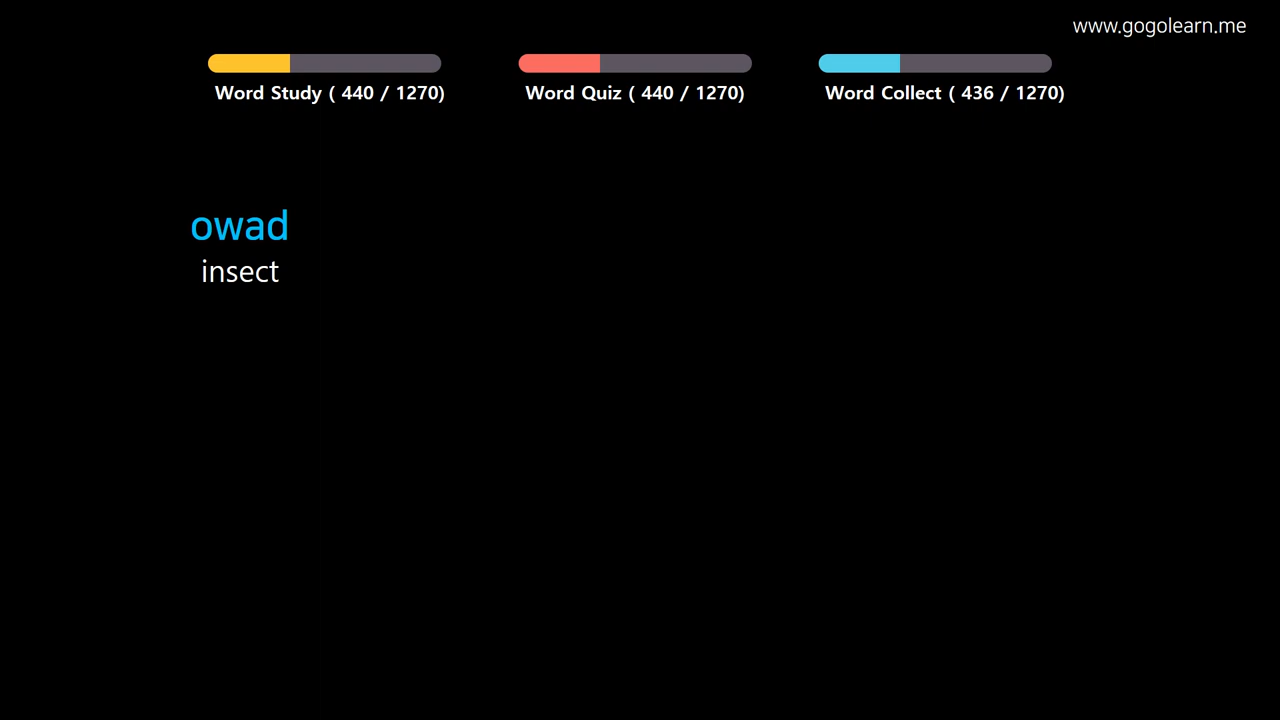 www.gogolearn.me
Word Study ( 440 / 1270)
Word Quiz ( 440 / 1270)
Word Collect ( 436 / 1270)
owad
insect